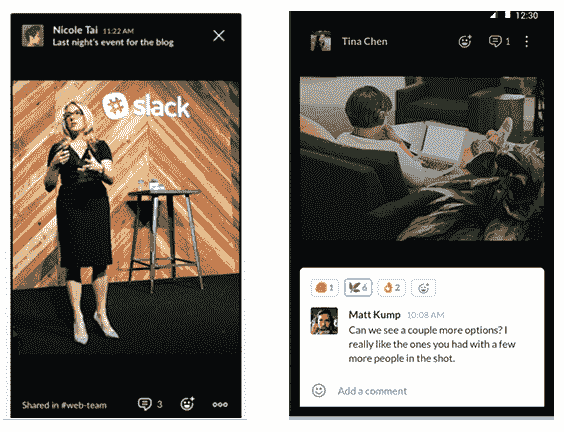 Nicole Tai 11:22 AM
Last night's event for the blog
slack
Shared in #web-team
3
12:30
Tina Chen
1
1
6
2
Matt Kump 10:08 AM
Can we see a couple more options? I
really like the ones you had with a few
more people in the shot.
Add a comment